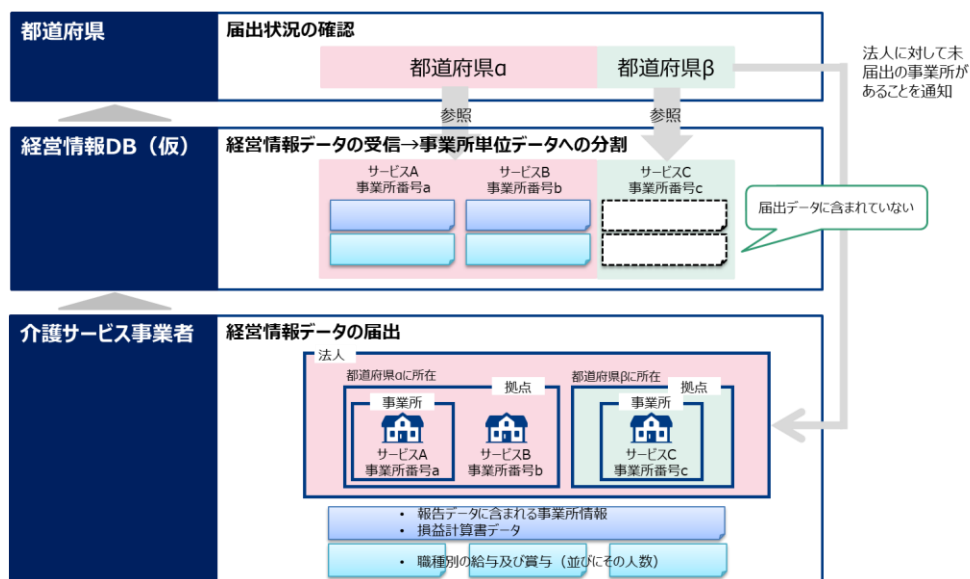 都道府県
届出状況の確認
都道府県α
都道府県β
法人に対して未
届出の事業所が
あることを通知
参照
参照
経営情報DB（仮）
経営情報データの受信→事業所単位データへの分割
サービスA
事業所番号a
サービスB
事業所番号b
サービスC
事業所番号c
届出データに含まれていない
介護サービス事業者
経営情報データの届出
法人
都道府県αに所在
拠点
事業所
サービスA
事業所番号a
サービスB
事業所番号b
都道府県βに所在
拠点
事業所
サービスC
事業所番号c
• 報告データに含まれる事業所情報
• 損益計算書データ
• 職種別の給与及び賞与（並びにその人数）